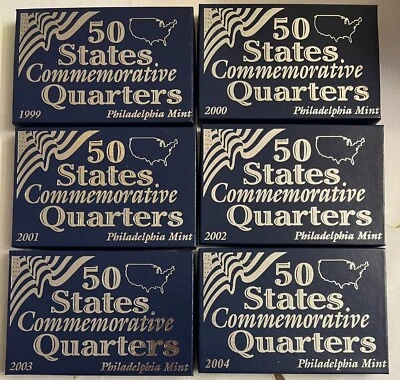 50
States
Commemorative
Quarters
1999 Philadelphia Mint
50
States
Commemorative
Quarters
2000 Philadelphia Mint
50
States
Commemorative
Quarters
2001 Philadelphia Mint
50
States
Commemorative
Quarters
2002 Philadelphia Mint
50
States
Commemorative
Quarters
2003 Philadelphia Mint
50
States
Commemorative
Quarters
2004 Philadelphia Mint